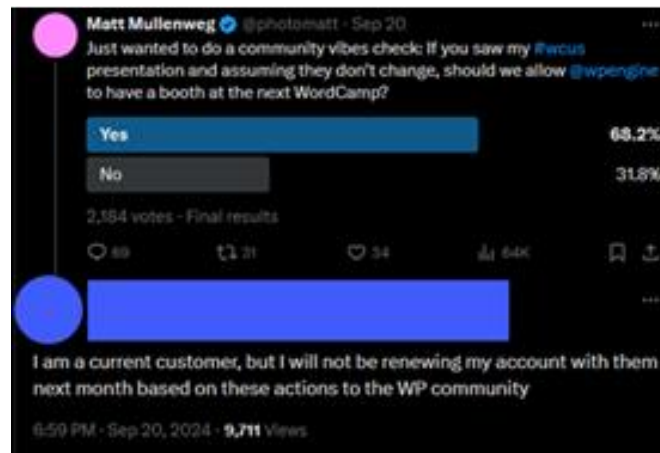 Matt Mullenweg @photomatt · Sep 20
Just wanted to do a community vibes check: If you saw my #wcus
presentation and assuming they don't change, should we allow @wpengine
to have a booth at the next WordCamp?
Yes 68.2%
No 31.8%
2,184 votes · Final results
69 31 34 64K
I am a current customer, but I will not be renewing my account with them
next month based on these actions to the WP community
6:59 PM · Sep 20, 2024 · 9,711 Views